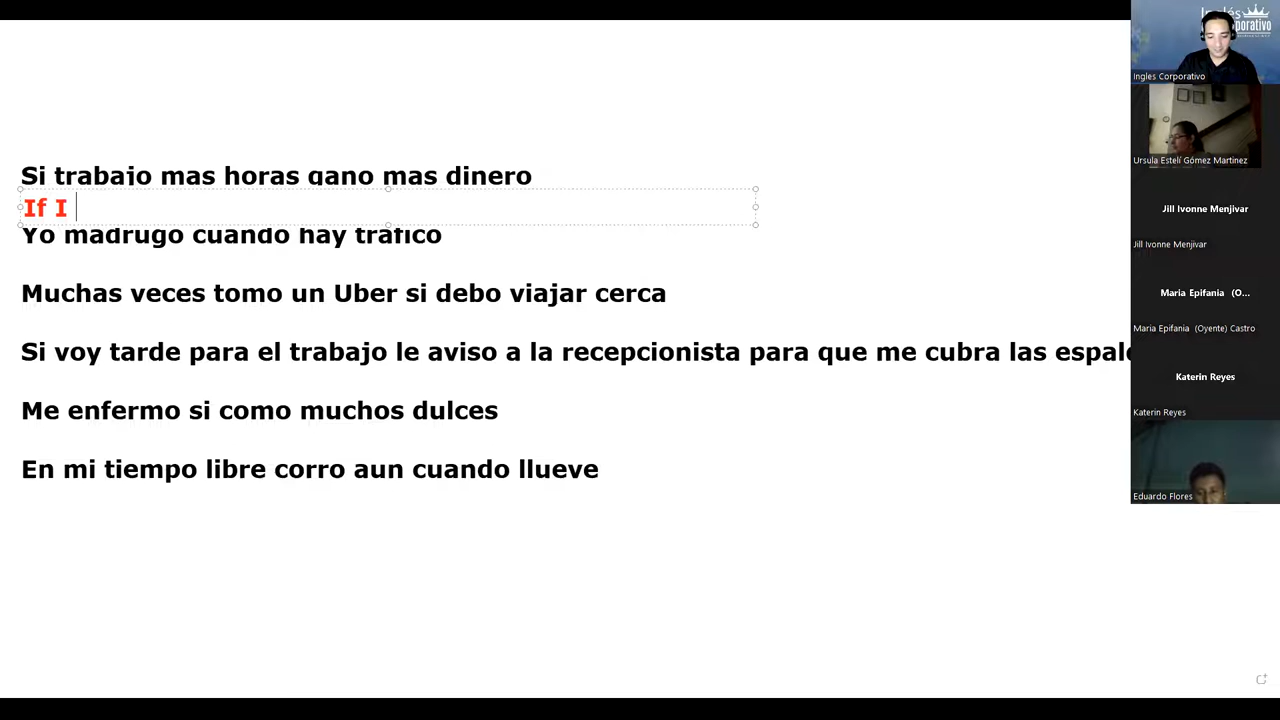 Si trabajo mas horas gano mas dinero
If I
Yo madrugo cuando hay trafico
Muchas veces tomo un Uber si debo viajar cerca
Si voy tarde para el trabajo le aviso a la recepcionista para que me cubra las
Me enfermo si como muchos dulces
En mi tiempo libre corro aun cuando llueve
Ingles Corporativo
Ursula Estelí Gómez Martinez
Jill Ivonne Menjivar
Jill Ivonne Menjivar
Maria Epifania (O...
Maria Epifania (Oyente) Castro
Katerin Reyes
Katerin Reyes
Eduardo Flores